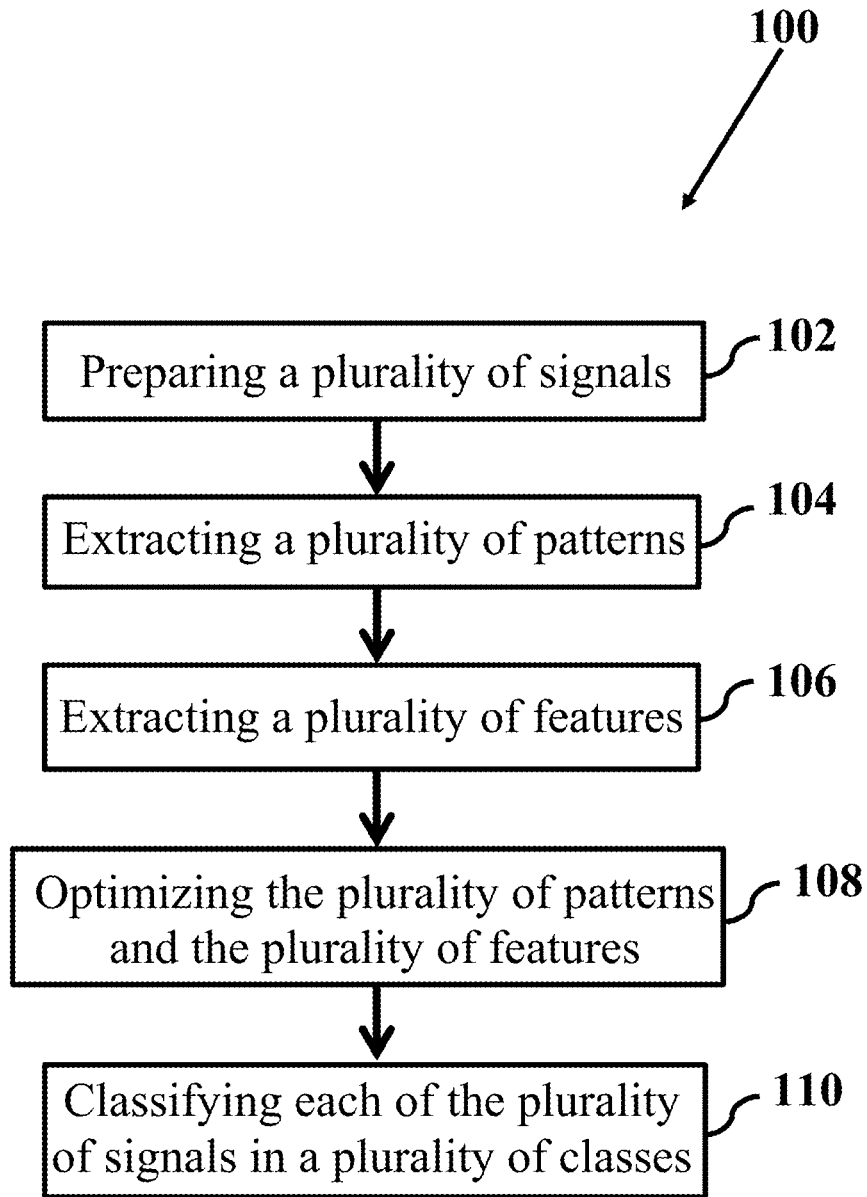 100
Preparing a plurality of signals
102
Extracting a plurality of patterns
104
Extracting a plurality of features
106
Optimizing the plurality of patterns
and the plurality of features
108
Classifying each of the plurality
of signals in a plurality of classes
110